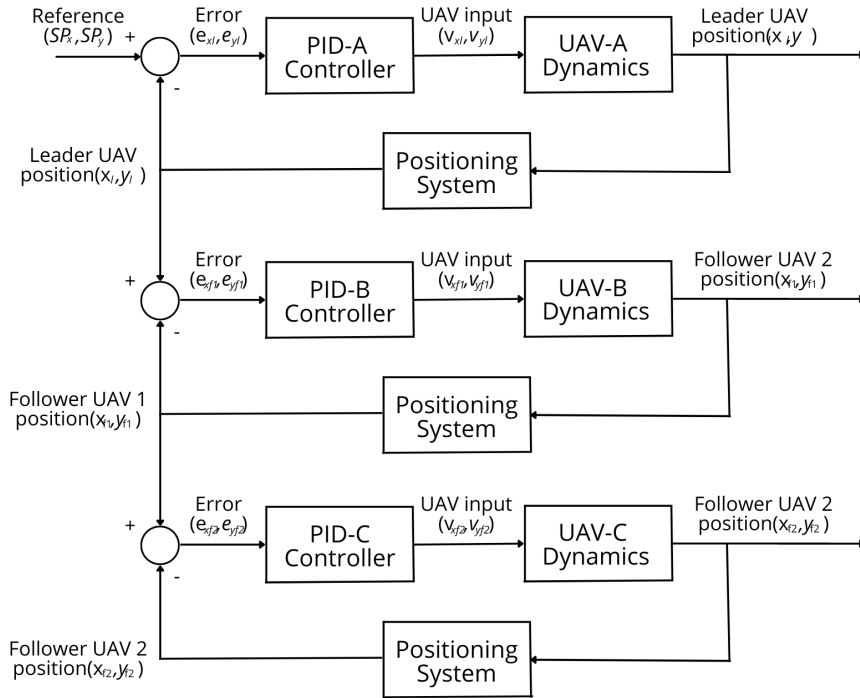 Reference
(SPx,SPy)
+
-
Error
(exl,eyl)
PID-A
Controller
UAV input
(vxl,vyl)
UAV-A
Dynamics
Leader UAV
position(x,y )
Leader UAV
position(xl,yl )
Positioning
System
+
-
Error
(exf1,eyf1)
PID-B
Controller
UAV input
(vxf1,vyf1)
UAV-B
Dynamics
Follower UAV 2
position(xf1,yf1)
Follower UAV 1
position(xf1,yf1 )
Positioning
System
+
-
Error
(exf2,eyf2)
PID-C
Controller
UAV input
(vxf2,vyf2)
UAV-C
Dynamics
Follower UAV 2
position(xf2,yf2)
Follower UAV 2
position(xf2,yf2)
Positioning
System